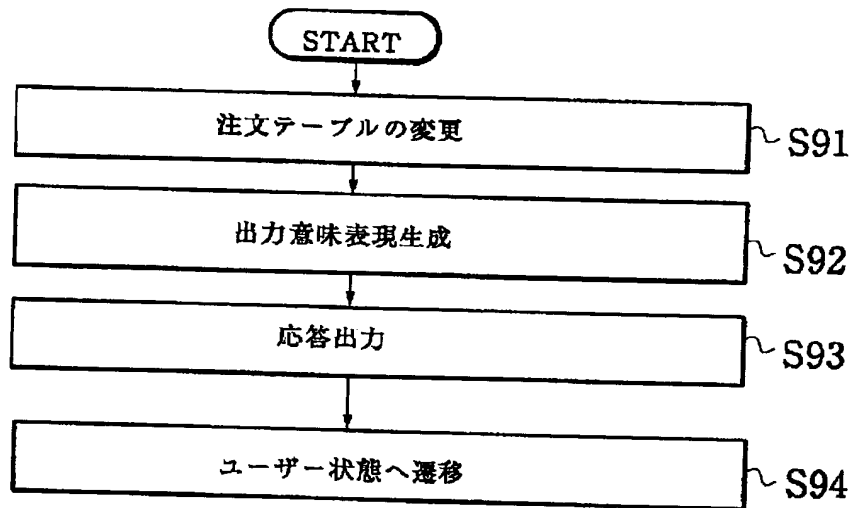 START
注文テーブルの変更
S91
出力意味表現生成
S92
応答出力
S93
ユーザー状態へ遷移
S94